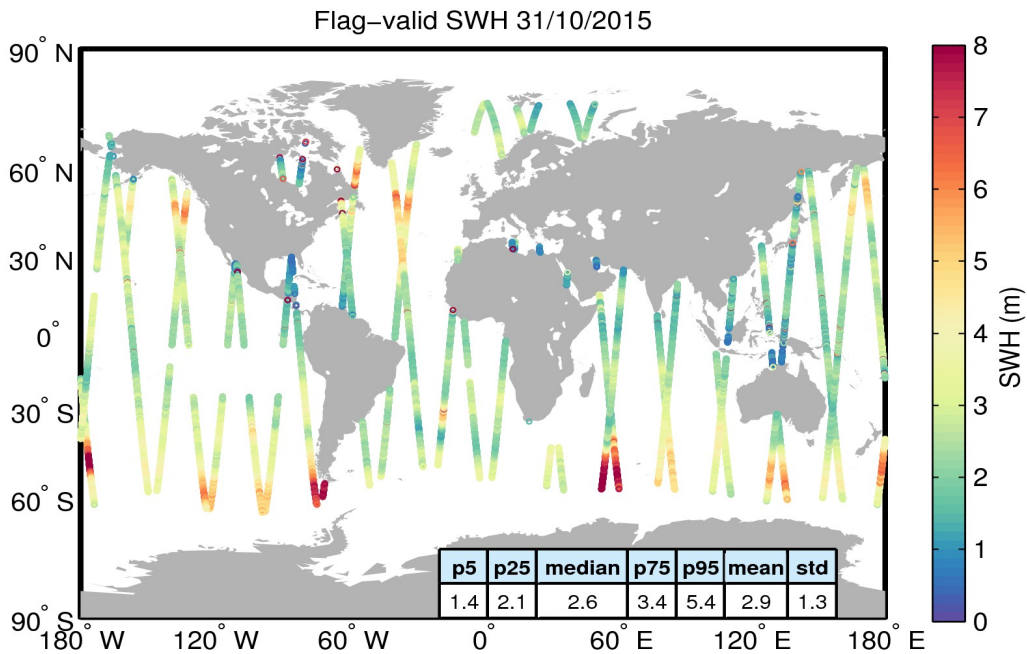 Flag−valid SWH 31/10/2015
90° N
60° N
30° N
0°
30° S
60° S
90° S
180° W
120° W
60° W
0°
60° E
120° E
180° E
p5 p25 median p75 p95 mean std
1.4 2.1 2.6 3.4 5.4 2.9 1.3
8
7
6
5
4
3
2
1
0
SWH (m)